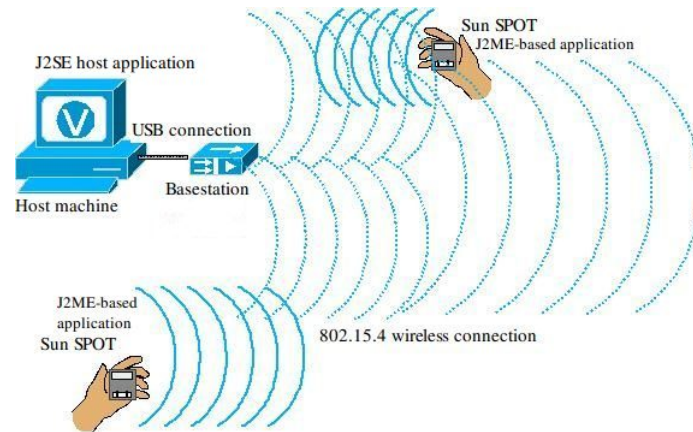 Sun SPOT
J2ME-based application
J2SE host application
USB connection
Basestation
Host machine
J2ME-based
application
Sun SPOT
802.15.4 wireless connection
V